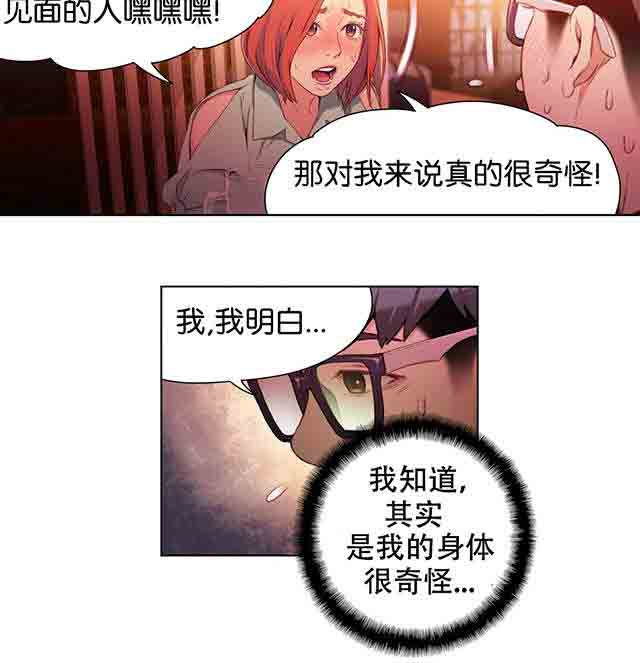 见面的人嘿嘿嘿!
那对我来说真的很奇怪!
我,我明白...
我知道,
其实
是我的身体
很奇怪...